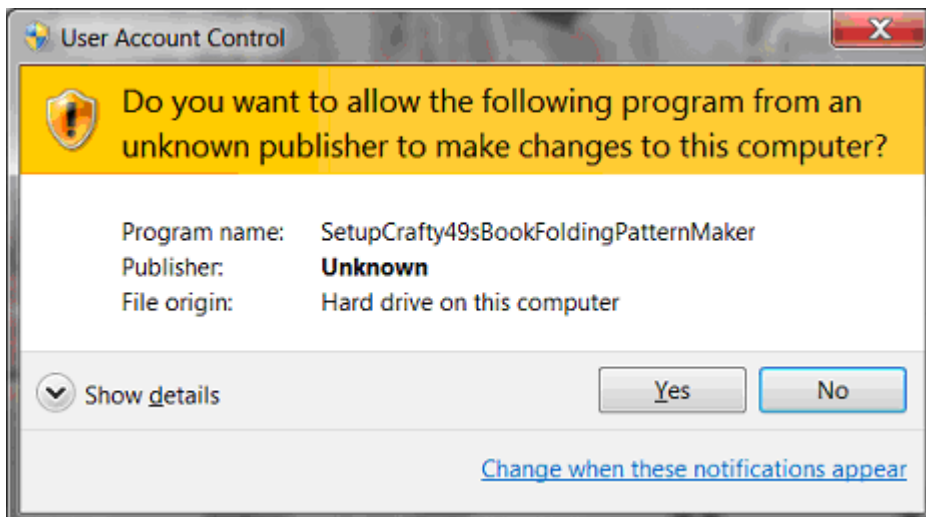 User Account Control
Do you want to allow the following program from an
unknown publisher to make changes to this computer?
Program name: SetupCrafty49sBookFoldingPatternMaker
Publisher: Unknown
File origin: Hard drive on this computer
Show details Yes No
Change when these notifications appear